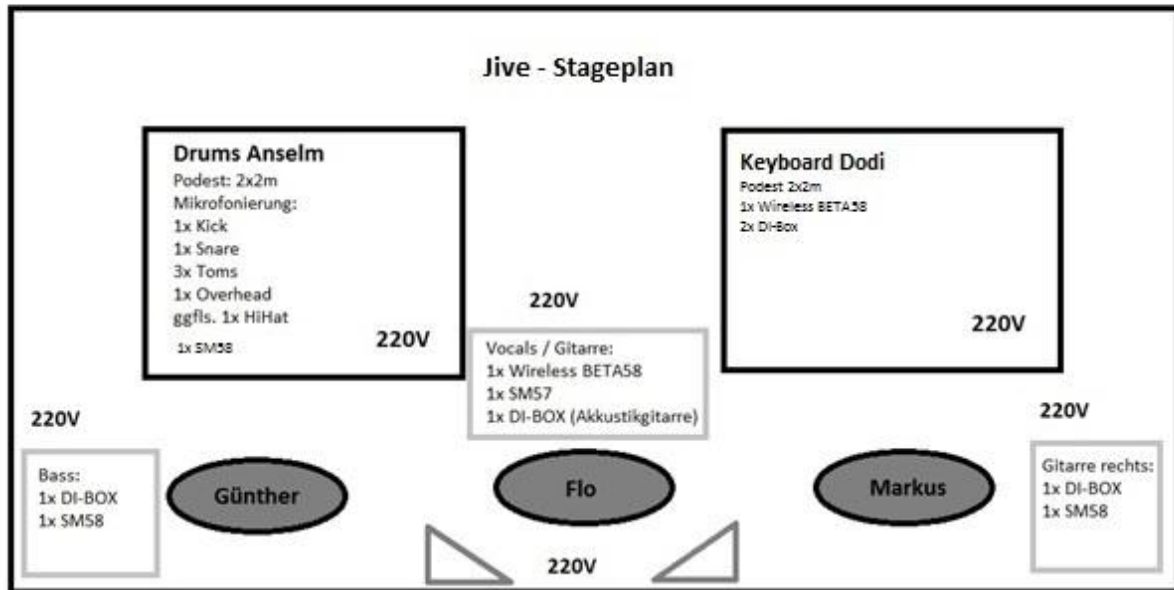 Jive - Stageplan
Drums Anselm
Podest: 2x2m
Mikrofonierung:
1x Kick
1x Snare
3x Toms
1x Overhead
ggfls. 1x HiHat
1x SM58
220V
Keyboard Dodi
Podest 2x2m
1x Wireless BETA58
2x DI-Box
220V
220V
Vocals / Gitarre:
1x Wireless BETA58
1x SM57
1x DI-BOX (Akkustikgitarre)
220V
Bass:
1x DI-BOX
1x SM58
Günther
Flo
Markus
220V
Gitarre rechts:
1x DI-BOX
1x SM58
220V